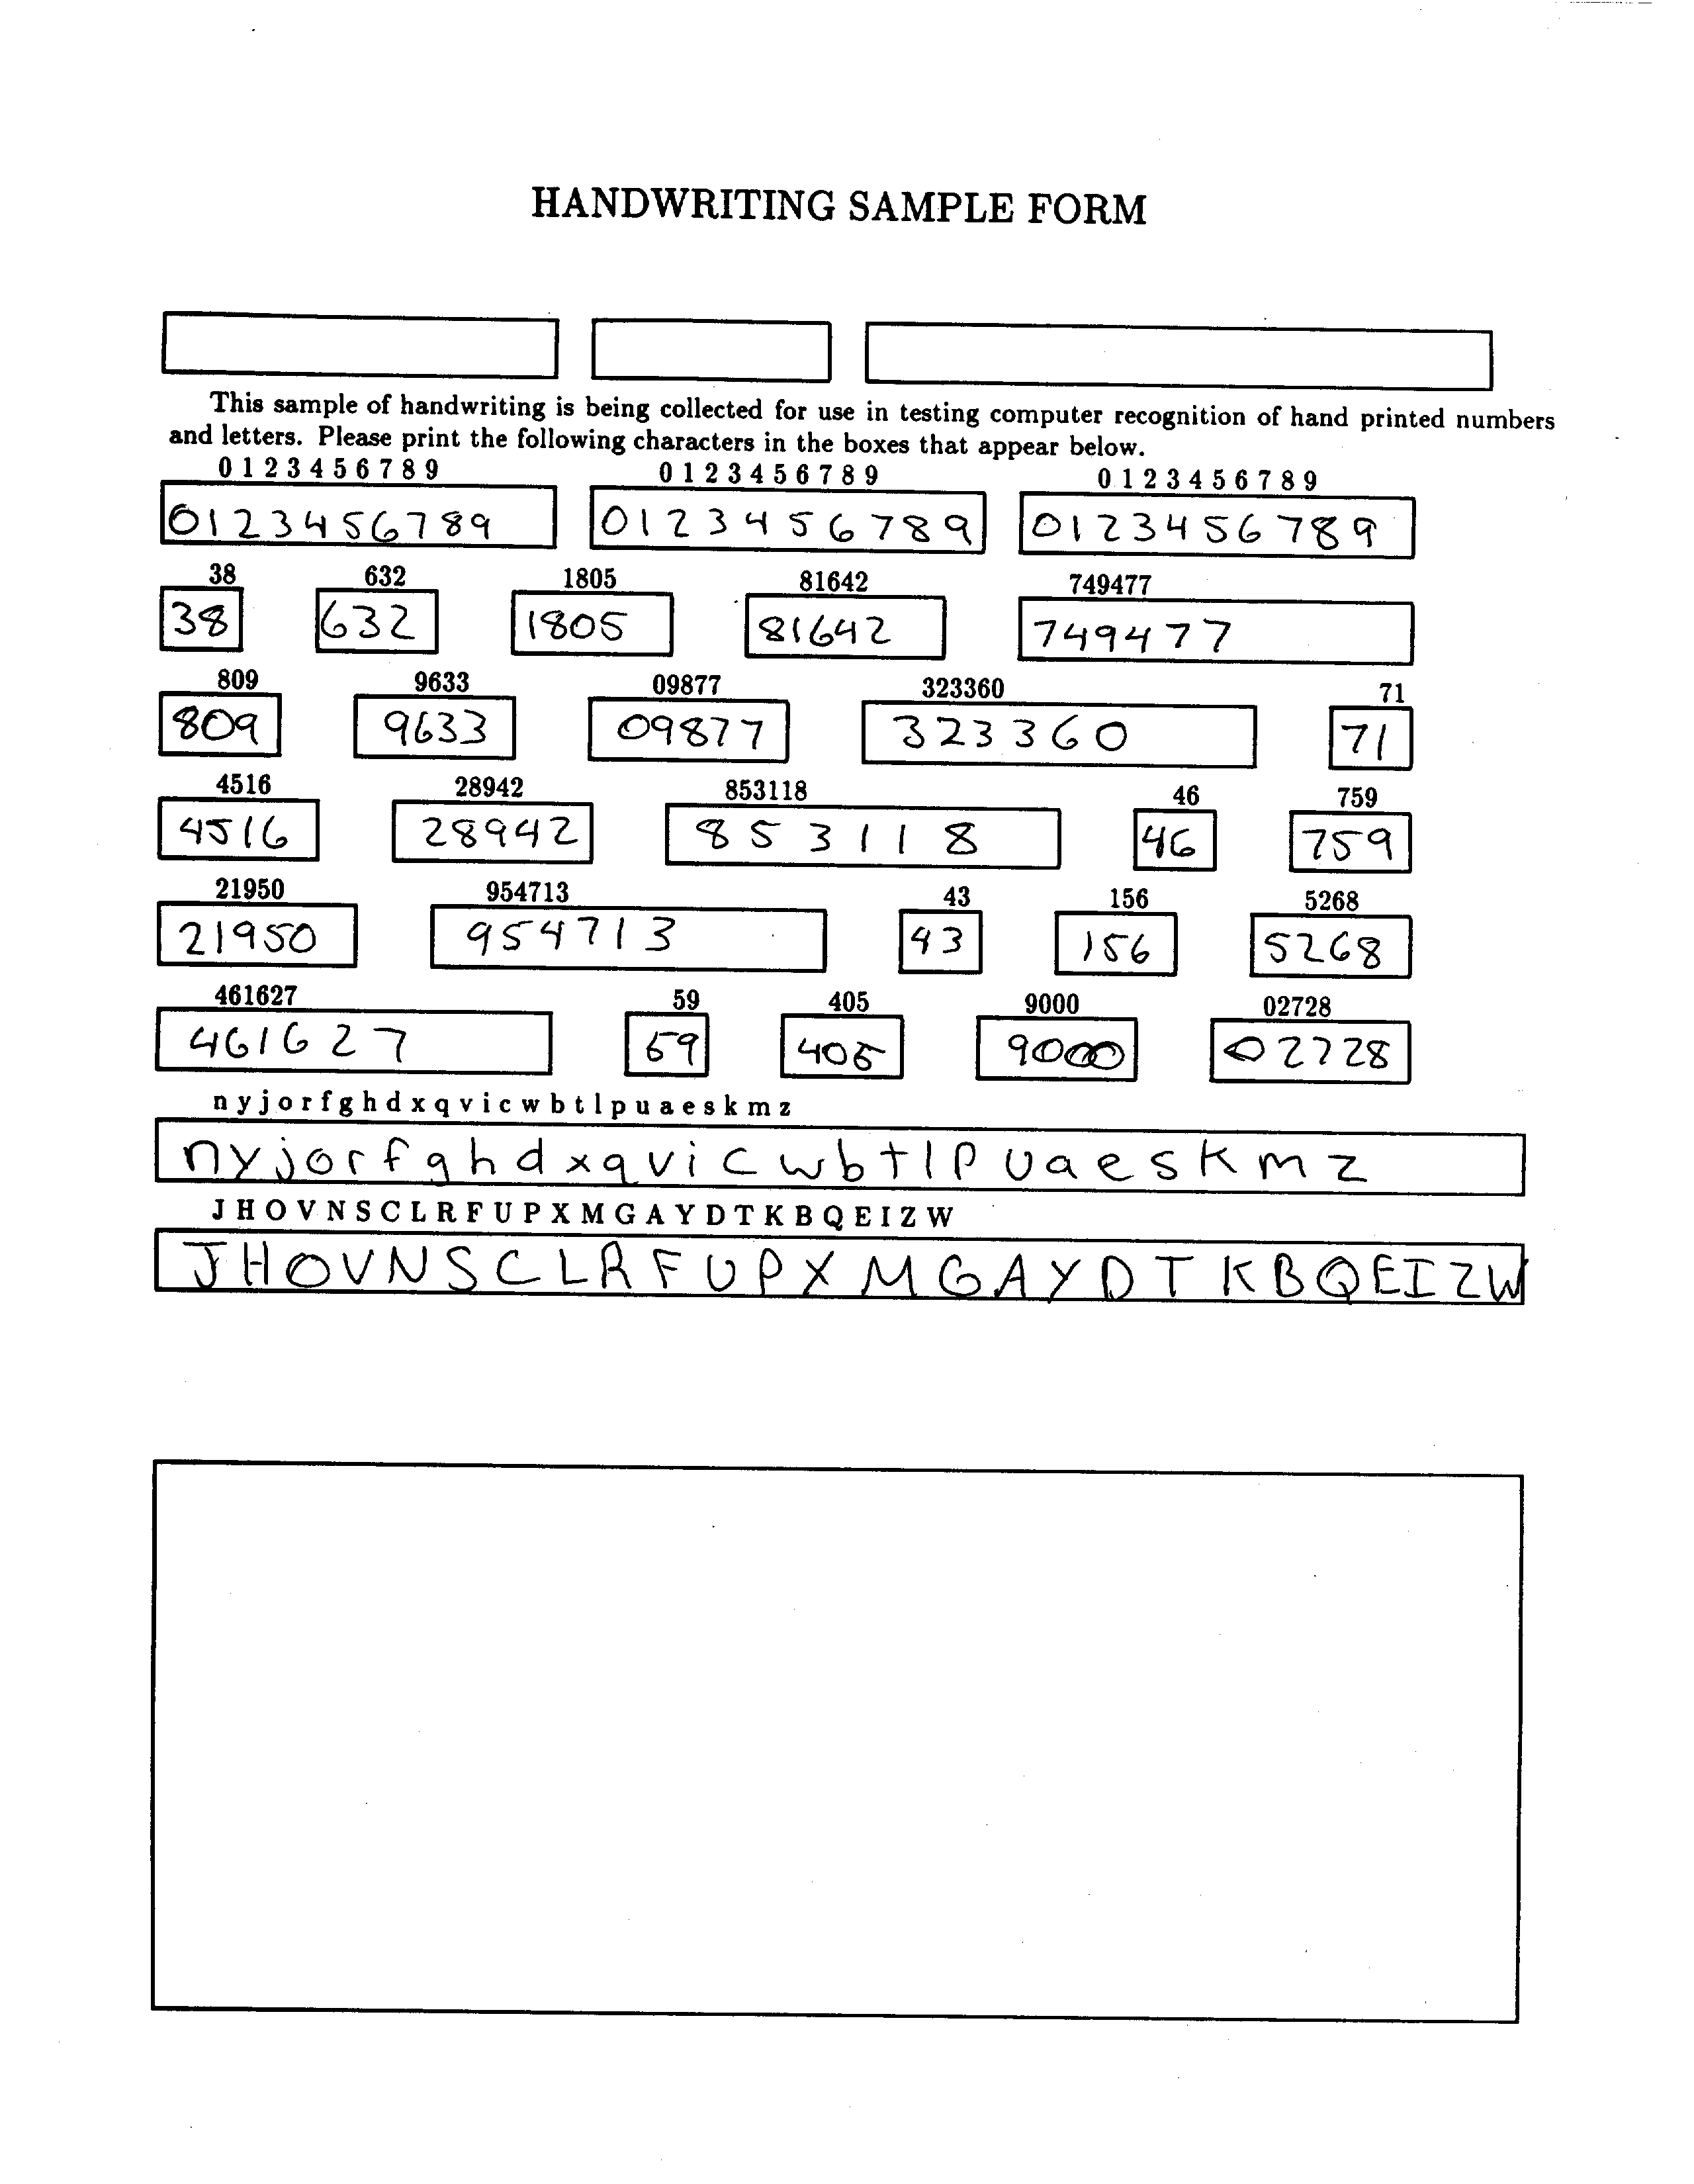 HANDWRITING SAMPLE FORM
This sample of handwriting is being collected for use in testing computer recognition of hand printed numbers
and letters. Please print the following characters in the boxes that appear below.
0 1 2 3 4 5 6 7 8 9 0 1 2 3 4 5 6 7 8 9 0 1 2 3 4 5 6 7 8 9
0123456789 0123456789 0123456789
38 632 1805 81642 749477
38 632 1805 81642 749477
809 9633 09877 323360 71
809 9633 09877 323360 71
4516 28942 853118 46 759
4516 28942 853118 46 759
21950 954713 43 156 5268
21950 954713 43 156 5268
461627 59 405 9000 02728
461627 59 405 9000 02728
n y j o r f g h d x q v i c w b t l p u a e s k m z
n y j o r f g h d x q v i c w b t l p u a e s k m z
J H O V N S C L R F U P X M G A Y D T K B Q E I Z W
J H O V N S C L R F U P X M G A Y D T K B Q E I Z W